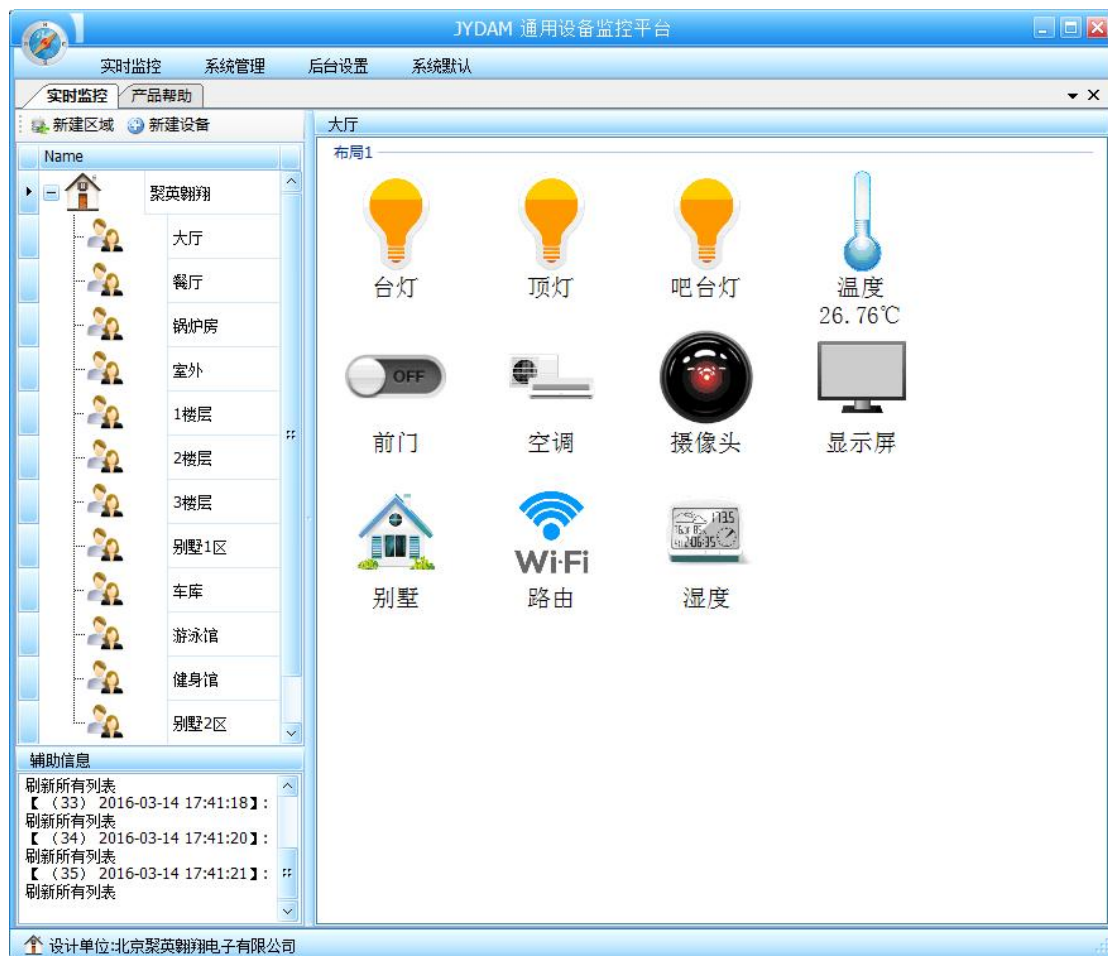 JYDAM 通用设备监控平台
实时监控 系统管理 后台设置 系统默认
实时监控 产品帮助
新建区域 新建设备
Name
聚英翱翔
大厅
餐厅
锅炉房
室外
1楼层
2楼层
3楼层
别墅1区
车库
游泳馆
健身馆
别墅2区
辅助信息
刷新所有列表
【（33） 2016-03-14 17:41:18】:
刷新所有列表
【（34） 2016-03-14 17:41:20】:
刷新所有列表
【（35） 2016-03-14 17:41:21】:
刷新所有列表
大厅
布局1
台灯 顶灯 吧台灯 温度
26.76℃
OFF
前门 空调 摄像头 显示屏
Wi-Fi
别墅 路由 湿度
设计单位:北京聚英翱翔电子有限公司